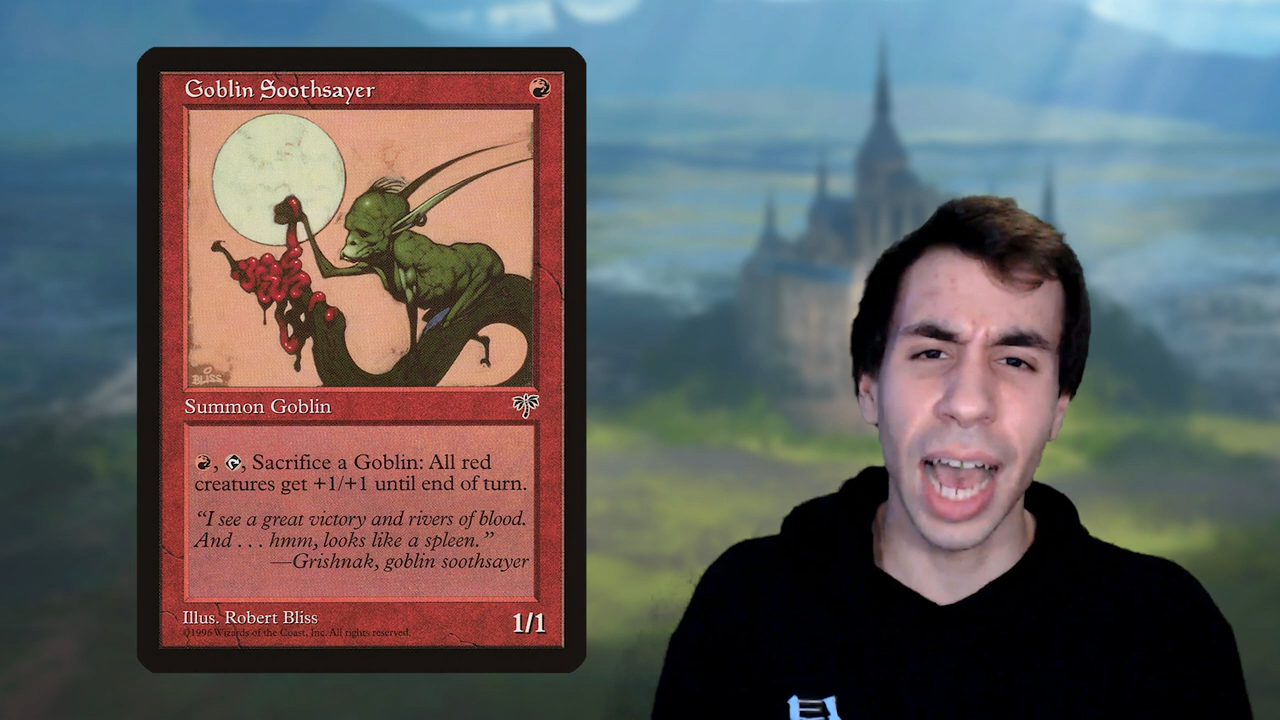 Goblin Soothsayer
BLISS
Summon Goblin
, , Sacrifice a Goblin: All red
creatures get +1/+1 until end of turn.
“I see a great victory and rivers of blood.
And . . . hmm, looks like a spleen.”
—Grishnak, goblin soothsayer
Illus. Robert Bliss
1/1
©1996 Wizards of the Coast, Inc. All rights reserved.